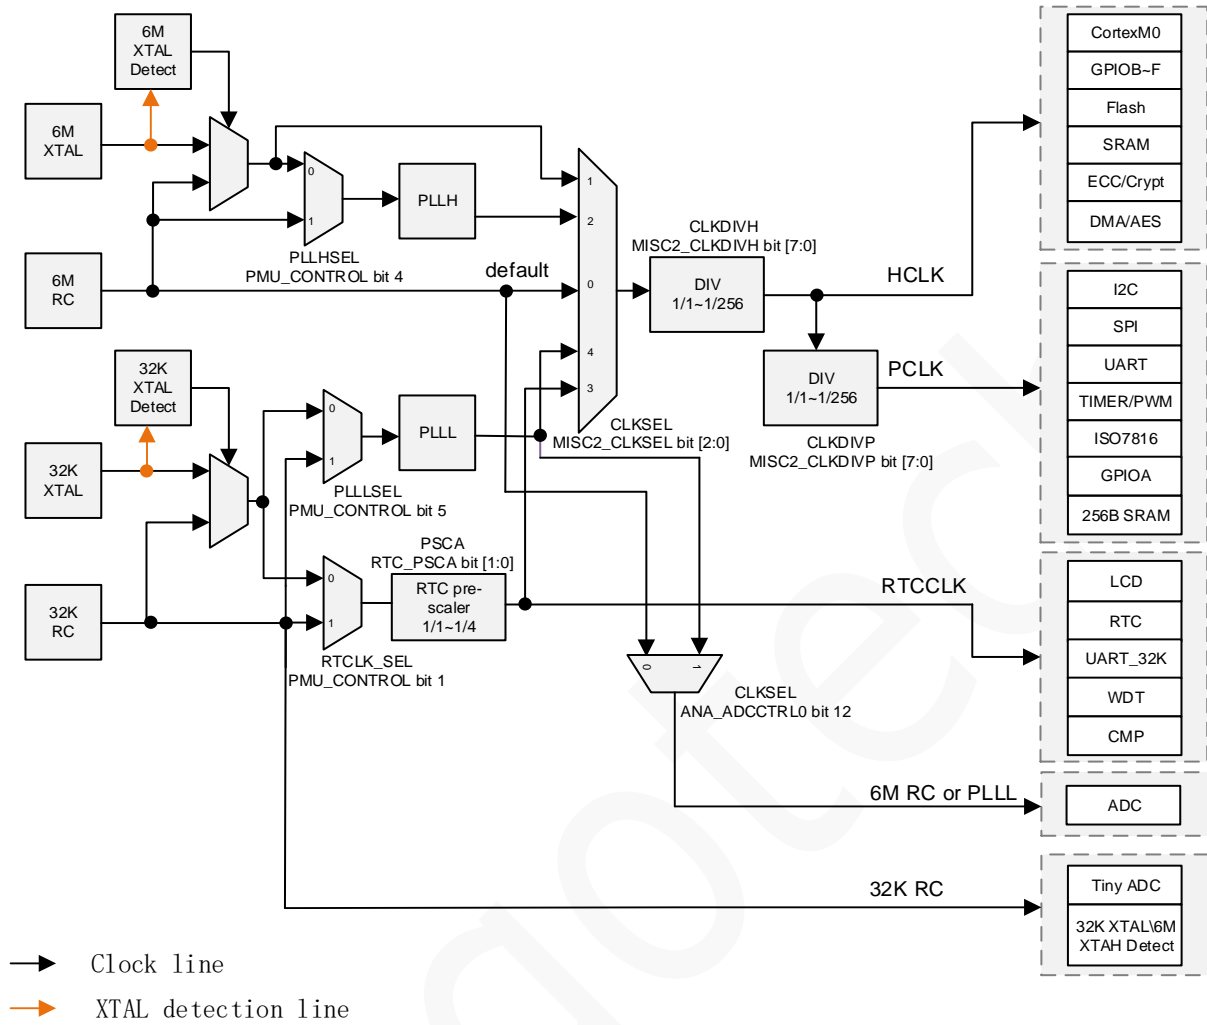 6M
XTAL
Detect
6M
XTAL
0
1
PLLH
PLLHSEL
PMU_CONTROL bit 4
6M
RC
default
1
2
0
4
3
CLKSEL
MISC2_CLKSEL bit [2:0]
CLKDIVH
MISC2_CLKDIVH bit [7:0]
DIV
1/1~1/256
HCLK
DIV
1/1~1/256
PCLK
CLKDIVP
MISC2_CLKDIVP bit [7:0]
32K
XTAL
Detect
32K
XTAL
0
1
PLLL
PLLLSEL
PMU_CONTROL bit 5
PSCA
RTC_PSCA bit [1:0]
32K
RC
0
1
RTC pre-
scaler
1/1~1/4
RTCLK_SEL
PMU_CONTROL bit 1
RTCCLK
0
1
CLKSEL
ANA_ADCCTRL0 bit 12
6M RC or PLLL
32K RC
CortexM0
GPIOB~F
Flash
SRAM
ECC/Crypt
DMA/AES
I2C
SPI
UART
TIMER/PWM
ISO7816
GPIOA
256B SRAM
LCD
RTC
UART_32K
WDT
CMP
ADC
Tiny ADC
32K XTAL\6M
XTAH Detect
Clock line
XTAL detection line